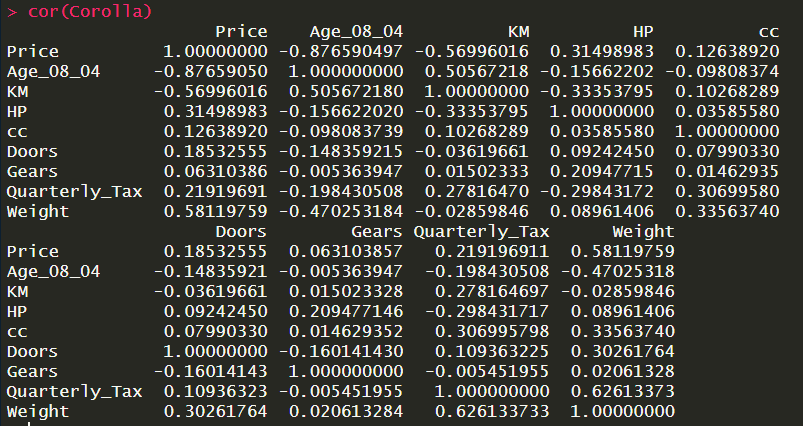 > cor(Corolla)
Price Age_08_04 KM HP cc
Price 1.00000000 -0.876590497 -0.56996016 0.31498983 0.12638920
Age_08_04 -0.87659050 1.000000000 0.50567218 -0.15662202 -0.09808374
KM -0.56996016 0.505672180 1.00000000 -0.33353795 0.10268289
HP 0.31498983 -0.156622020 -0.33353795 1.00000000 0.03585580
cc 0.12638920 -0.098083739 0.10268289 0.03585580 1.00000000
Doors 0.18532555 -0.148359215 -0.03619661 0.09242450 0.07990330
Gears 0.06310386 -0.005363947 0.01502333 0.20947715 0.01462935
Quarterly_Tax 0.21919691 -0.198430508 0.27816470 -0.29843172 0.30699580
Weight 0.58119759 -0.470253184 -0.02859846 0.08961406 0.33563740
Doors Gears Quarterly_Tax Weight
Price 0.18532555 0.063103857 0.219196911 0.58119759
Age_08_04 -0.14835921 -0.005363947 -0.198430508 -0.47025318
KM -0.03619661 0.015023328 0.278164697 -0.02859846
HP 0.09242450 0.209477146 -0.298431717 0.08961406
cc 0.07990330 0.014629352 0.306995798 0.33563740
Doors 1.00000000 -0.160141430 0.109363225 0.30261764
Gears -0.16014143 1.000000000 -0.005451955 0.02061328
Quarterly_Tax 0.10936323 -0.005451955 1.000000000 0.62613373
Weight 0.30261764 0.020613284 0.626133733 1.00000000